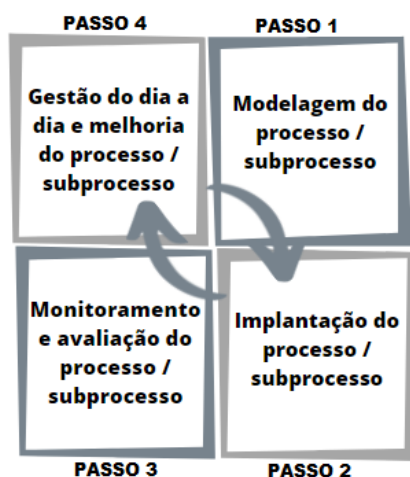 PASSO 4
Gestão do dia a
dia e melhoria
do processo /
subprocesso
PASSO 1
Modelagem do
processo /
subprocesso
Monitoramento
e avaliação do
processo /
subprocesso
PASSO 3
Implantação do
processo /
subprocesso
PASSO 2